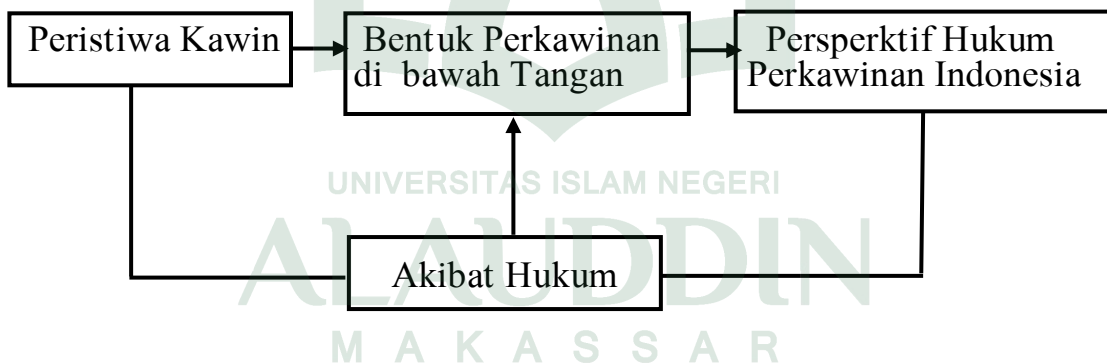 Peristiwa Kawin
Bentuk Perkawinan
di bawah Tangan
Persperktif Hukum
Perkawinan Indonesia
UNIVERSITAS ISLAM NEGERI
ALAUDDIN
Akibat Hukum
MAKASSAR